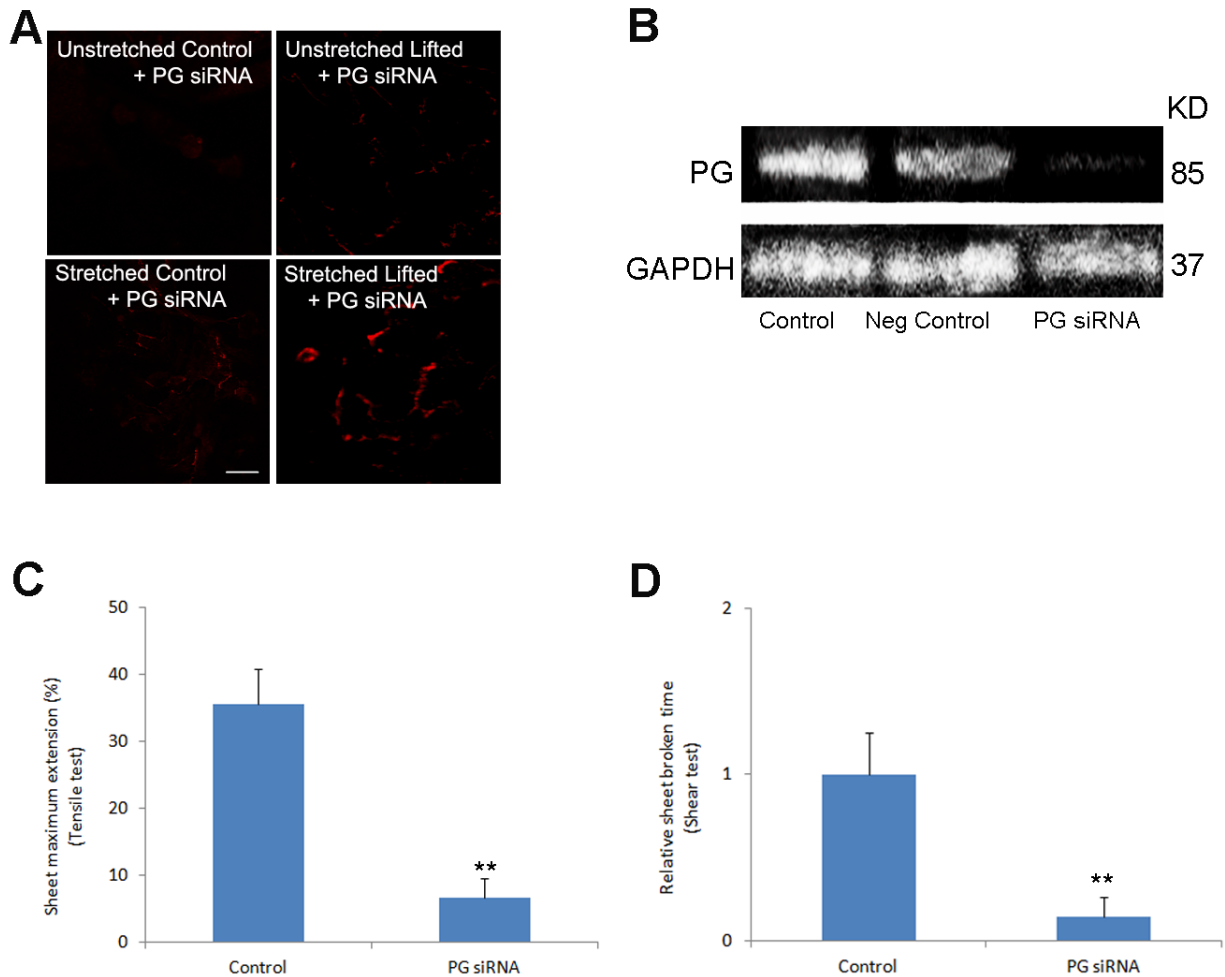 A
Unstretched Control
+ PG siRNA
Unstretched Lifted
+ PG siRNA
Stretched Control
+ PG siRNA
Stretched Lifted
+ PG siRNA
B
KD
PG
85
GAPDH
37
Control
Neg Control
PG siRNA
C
Sheet maximum extension (%)
(Tensile test)
50
40
30
20
10
0
**
Control
PG siRNA
D
Relative sheet broken time
(Shear test)
2
1
0
**
Control
PG siRNA